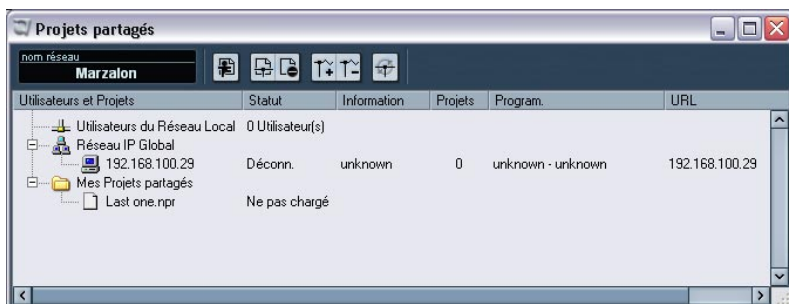 Projets partagés
nom réseau
Marzalon
Utilisateurs et Projets Statut Information Projets Program. URL
Utilisateurs du Réseau Local 0 Utilisateur(s)
Réseau IP Global
192.168.100.29 Déconn. unknown 0 unknown - unknown 192.168.100.29
Mes Projets partagés
Last one.npr Ne pas chargé